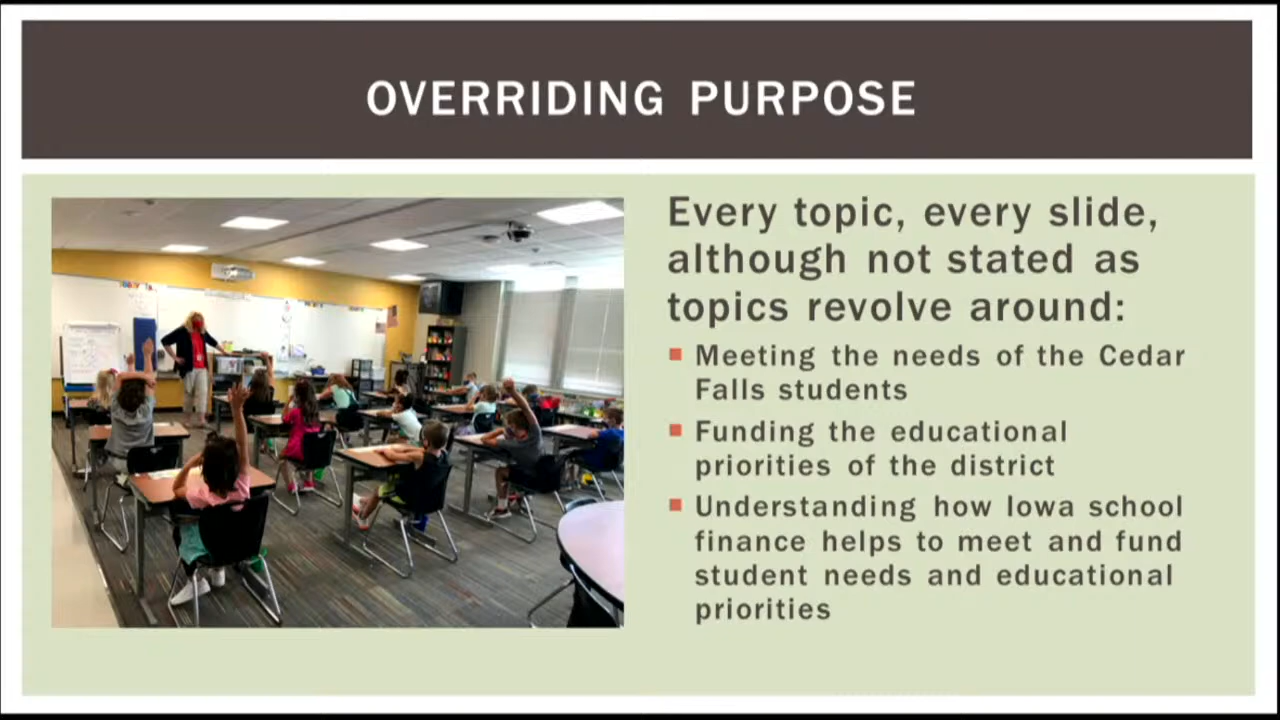 OVERRIDING PURPOSE
Every topic, every slide,
although not stated as
topics revolve around:
Meeting the needs of the Cedar
Falls students
Funding the educational
priorities of the district
Understanding how Iowa school
finance helps to meet and fund
student needs and educational
priorities